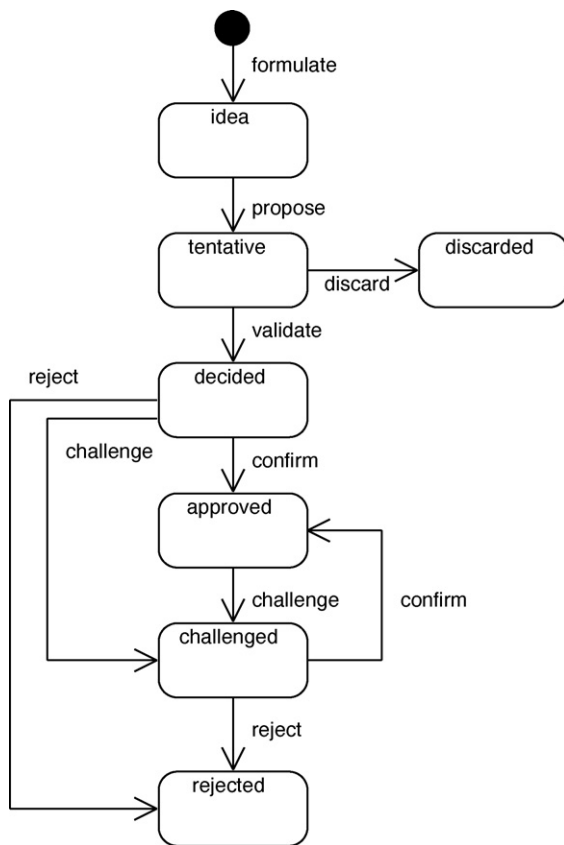 formulate
idea
propose
tentative
discarded
discard
validate
decided
reject
challenge
confirm
approved
challenge
confirm
challenged
reject
rejected